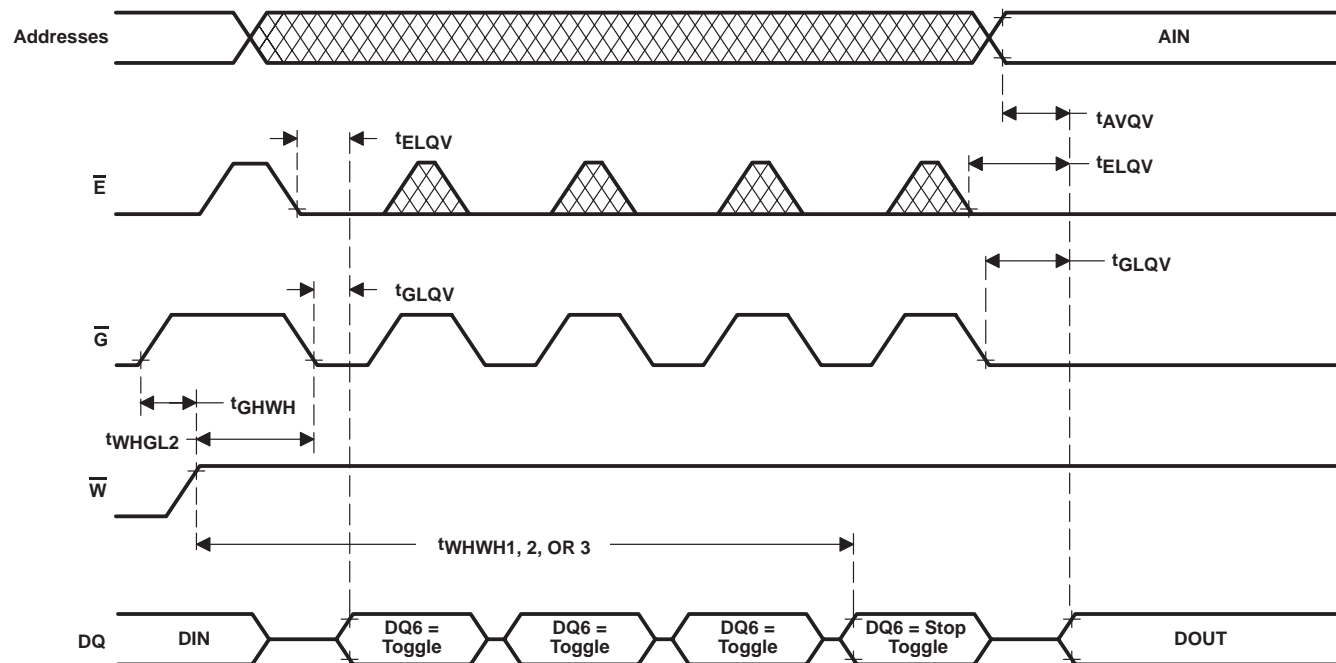 Addresses
AIN
tAVQV
tELQV
tELQV
E
tGLQV
tGLQV
G
tGHWH
tWHGL2
W
tWHWH1, 2, OR 3
DQ
DIN
DQ6 =
Toggle
DQ6 =
Toggle
DQ6 =
Toggle
DQ6 = Stop
Toggle
DOUT